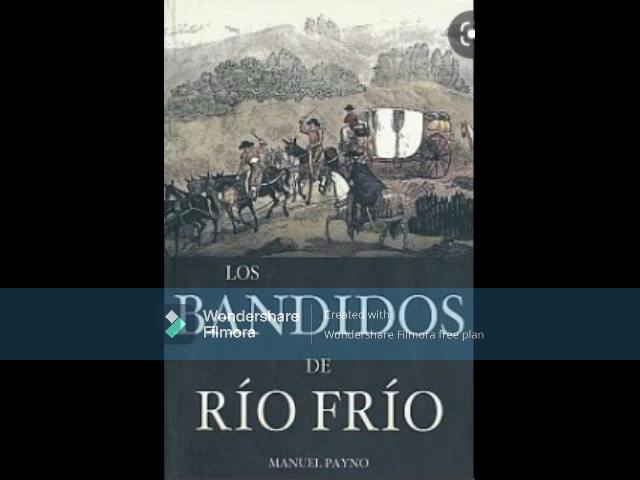 LOS
BANDIDOS
Wondershare
Filmora
Created with
Wondershare Filmora free plan
DE
RÍO FRÍO
MANUEL PAYNO